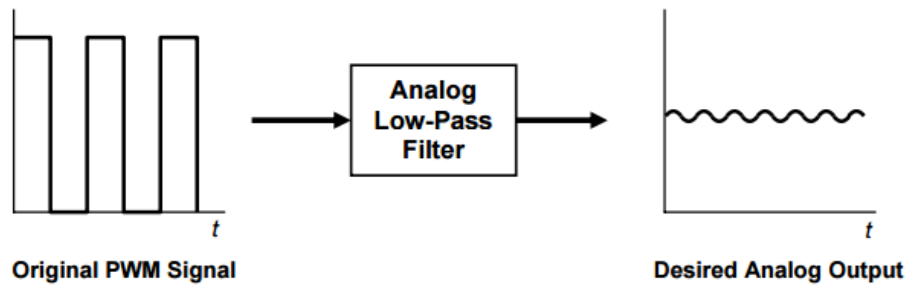 Analog
Low-Pass
Filter
t
t
Original PWM Signal
Desired Analog Output